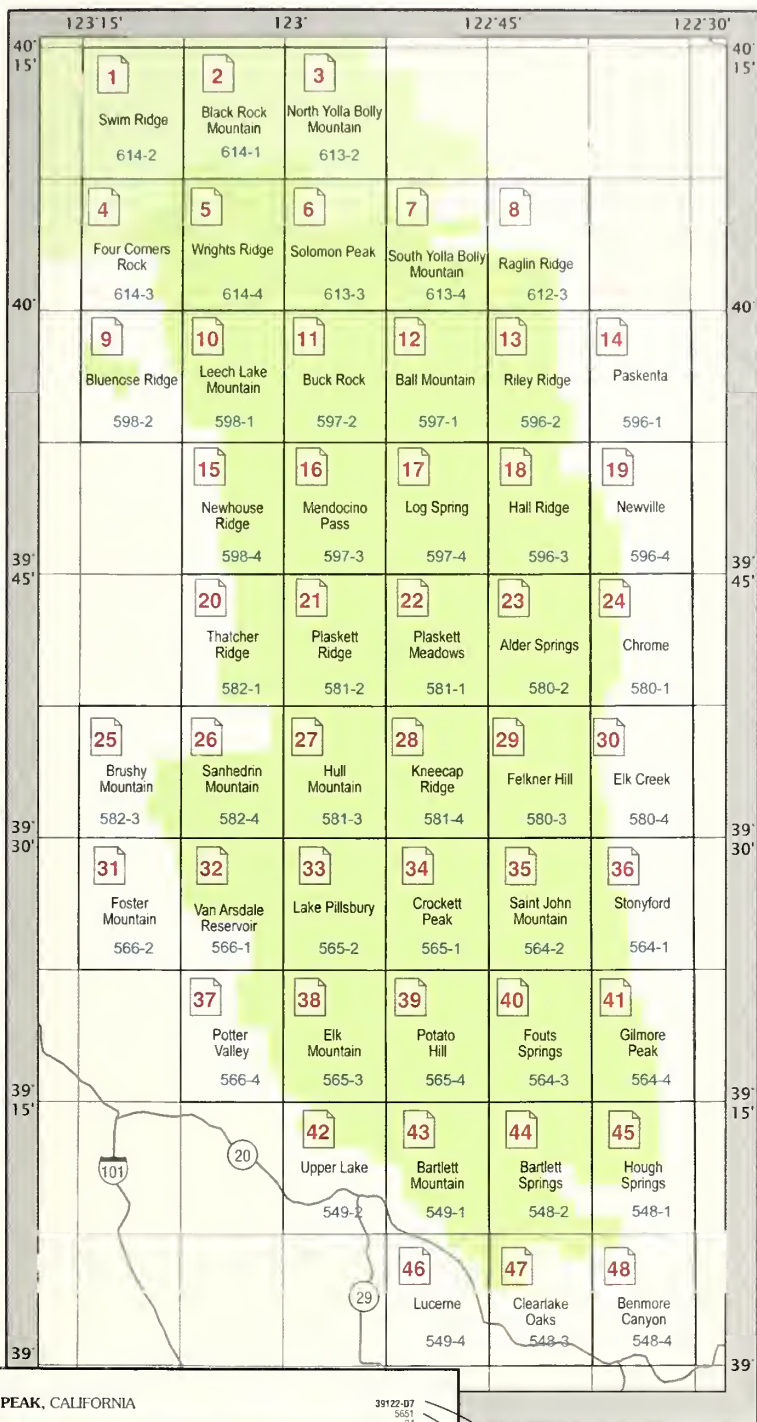 123°15' 123° 122°45' 122°30'
40° 15' 40° 15'
1 2 3
Swim Ridge Black Rock Mountain North Yolla Bolly Mountain
614-2 614-1 613-2
4 5 6 7 8
Four Corners Rock Wrights Ridge Solomon Peak South Yolla Bolly Mountain Raglin Ridge
614-3 614-4 613-3 613-4 612-3
40° 40°
9 10 11 12 13 14
Bluenose Ridge Leech Lake Mountain Buck Rock Ball Mountain Riley Ridge Paskenta
598-2 598-1 597-2 597-1 596-2 596-1
15 16 17 18 19
Newhouse Ridge Mendocino Pass Log Spring Hall Ridge Newville
598-4 597-3 597-4 596-3 596-4
39° 45' 39° 45'
20 21 22 23 24
Thatcher Ridge Plaskett Ridge Plaskett Meadows Alder Springs Chrome
582-1 581-2 581-1 580-2 580-1
25 26 27 28 29 30
Brushy Mountain Sanhedrin Mountain Hull Mountain Kneecap Ridge Felkner Hill Elk Creek
582-3 582-4 581-3 581-4 580-3 580-4
39° 30' 39° 30'
31 32 33 34 35 36
Foster Mountain Van Arsdale Reservoir Lake Pillsbury Crockett Peak Saint John Mountain Stonyford
566-2 566-1 565-2 565-1 564-2 564-1
37 38 39 40 41
Potter Valley Elk Mountain Potato Hill Fouts Springs Gilmore Peak
566-4 565-3 565-4 564-3 564-4
39° 15' 39° 15'
42 43 44 45
101 20
Upper Lake Bartlett Mountain Bartlett Springs Hough Springs
549-2 549-1 548-2 548-1
46 47 48
29
Lucerne Clearlake Oaks Benmore Canyon
549-4 548-3 548-4
39° 39°
PEAK, CALIFORNIA
39122-D7
5651